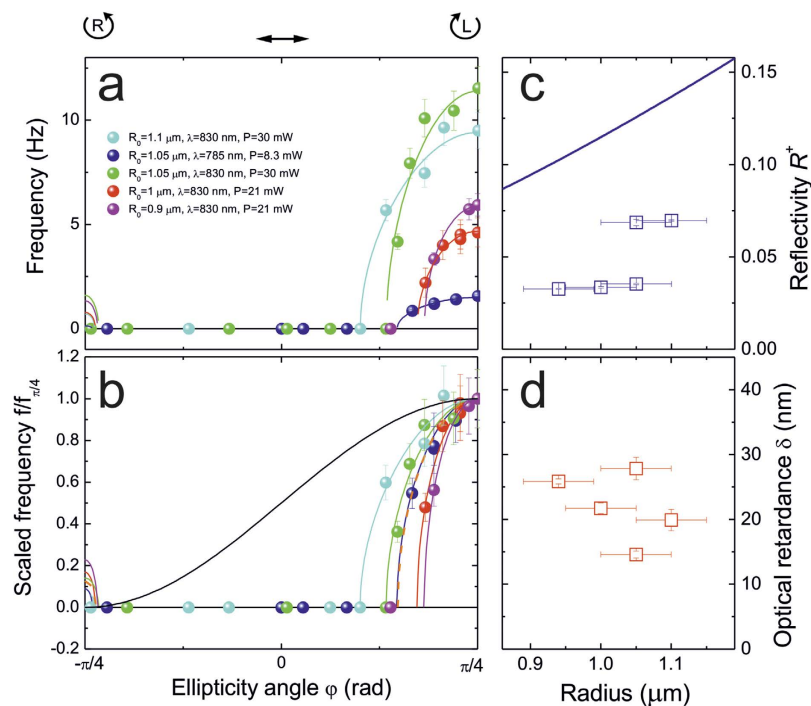 R
L
a
Frequency (Hz)
10
5
0
R₀=1.1 μm, λ=830 nm, P=30 mW
R₀=1.05 μm, λ=785 nm, P=8.3 mW
R₀=1.05 μm, λ=830 nm, P=30 mW
R₀=1 μm, λ=830 nm, P=21 mW
R₀=0.9 μm, λ=830 nm, P=21 mW
c
0.15
0.10
0.05
0.00
Reflectivity R⁺
b
Scaled frequency f/f_π/4
1.2
1.0
0.8
0.6
0.4
0.2
0.0
-0.2
-π/4
0
π/4
Ellipticity angle φ (rad)
d
40
30
20
10
0
Optical retardance δ (nm)
0.9
1.0
1.1
Radius (μm)